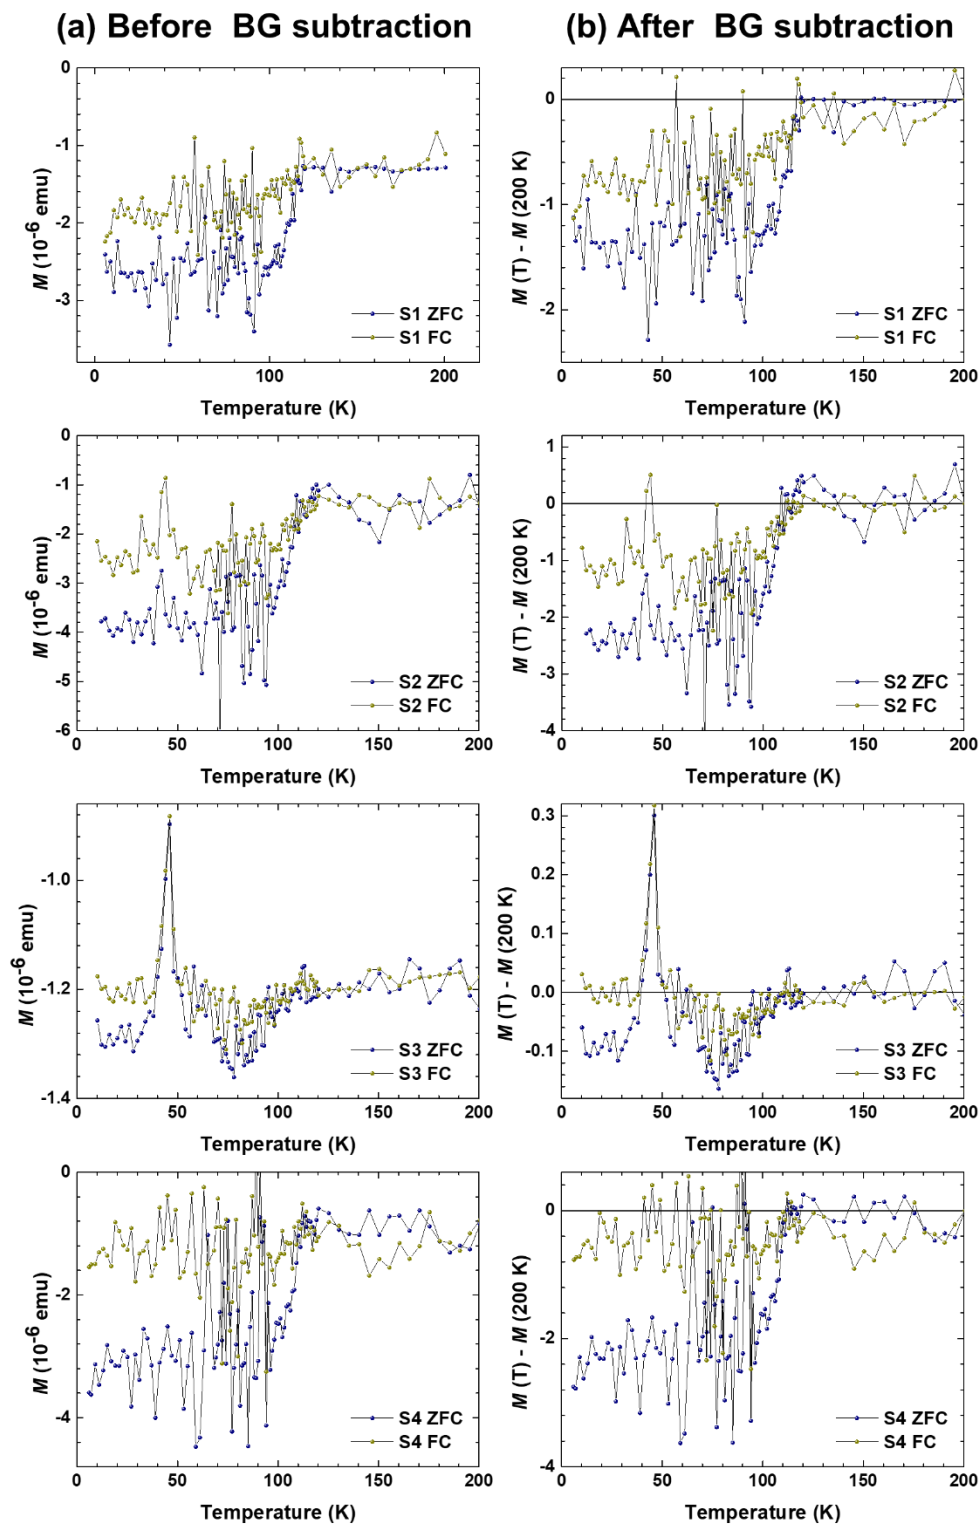 (a) Before BG subtraction
(b) After BG subtraction
0
-1
-2
-3
M (10⁻⁶ emu)
S1 ZFC
S1 FC
0
100
200
Temperature (K)
0
-1
-2
M (T) - M (200 K)
S1 ZFC
S1 FC
0
50
100
150
200
Temperature (K)
0
-1
-2
-3
-4
-5
-6
M (10⁻⁶ emu)
S2 ZFC
S2 FC
0
50
100
150
200
Temperature (K)
1
0
-1
-2
-3
-4
M (T) - M (200 K)
S2 ZFC
S2 FC
0
50
100
150
200
Temperature (K)
-1.0
-1.2
-1.4
M (10⁻⁶ emu)
S3 ZFC
S3 FC
0
50
100
150
200
Temperature (K)
0.3
0.2
0.1
0.0
-0.1
M (T) - M (200 K)
S3 ZFC
S3 FC
0
50
100
150
200
Temperature (K)
0
-2
-4
M (10⁻⁶ emu)
S4 ZFC
S4 FC
0
50
100
150
200
Temperature (K)
0
-2
-4
M (T) - M (200 K)
S4 ZFC
S4 FC
0
50
100
150
200
Temperature (K)